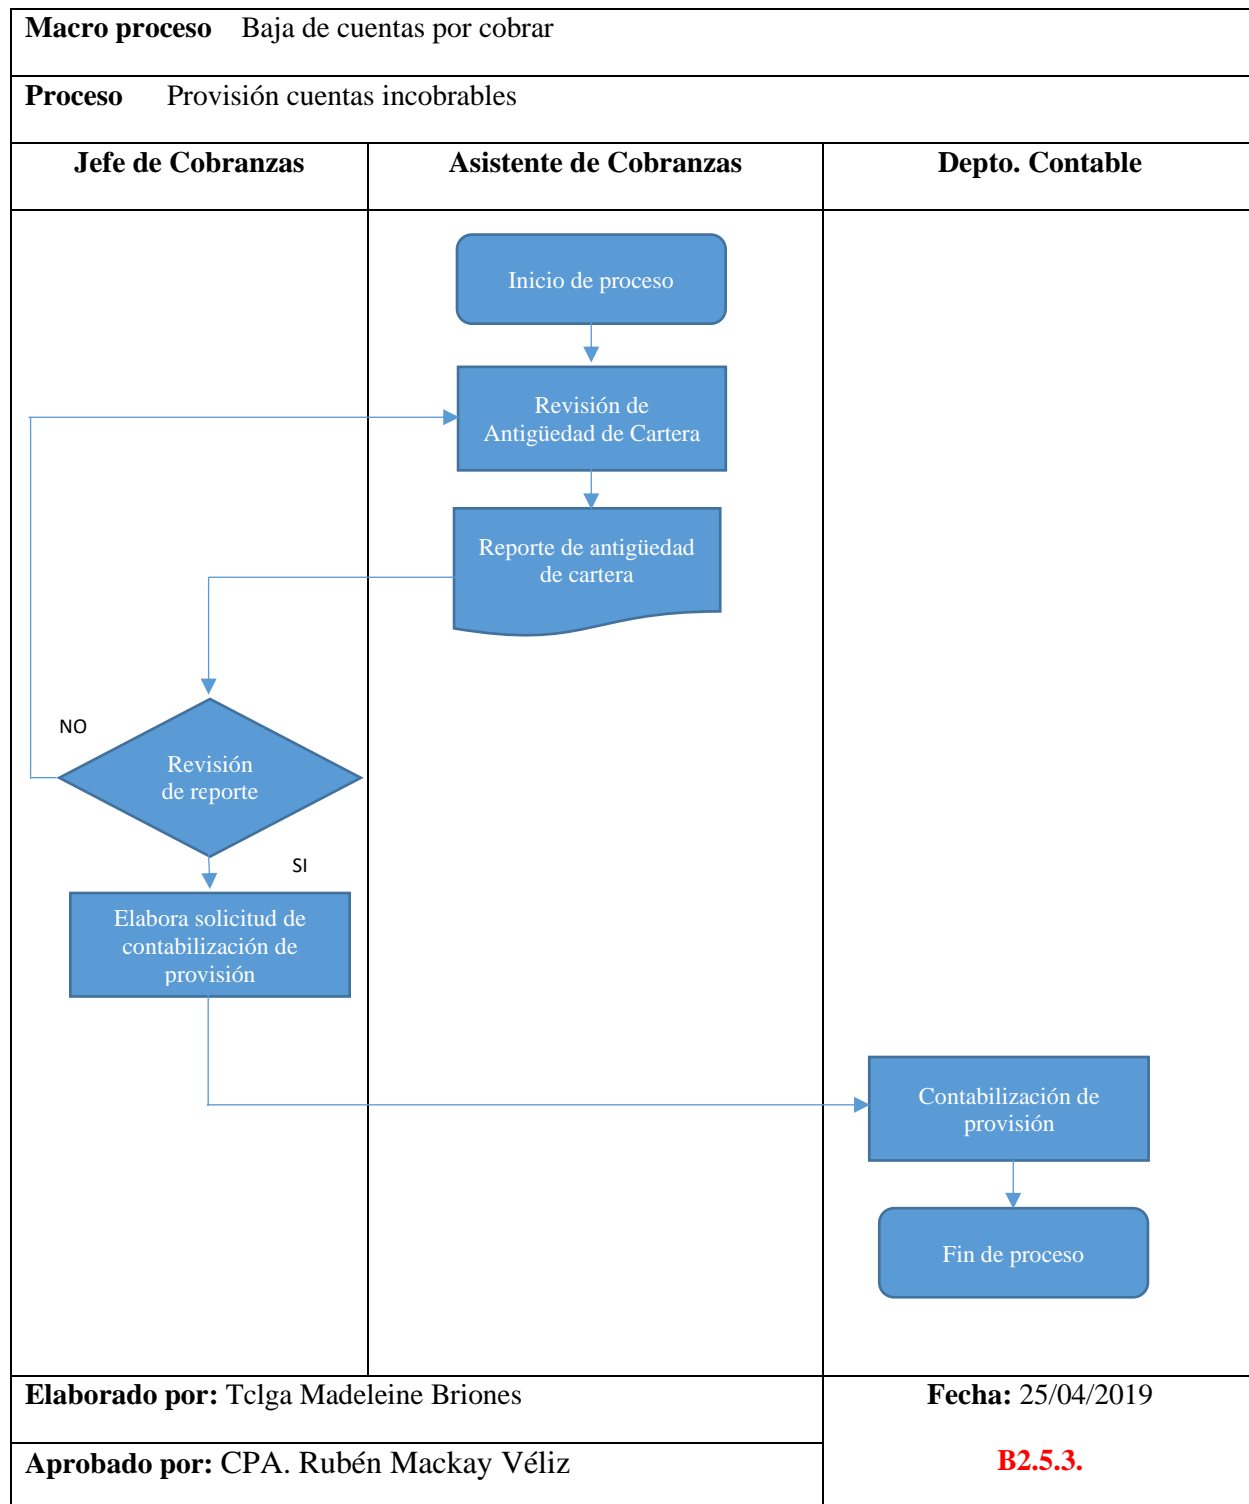 Macro proceso Baja de cuentas por cobrar
Proceso Provisión cuentas incobrables
Jefe de Cobranzas
Asistente de Cobranzas
Depto. Contable
Inicio de proceso
Revisión de
Antigüedad de Cartera
Reporte de antigüedad
de cartera
NO
Revisión
de reporte
SI
Elabora solicitud de
contabilización de
provisión
Contabilización de
provisión
Fin de proceso
Elaborado por: Tclga Madeleine Briones
Fecha: 25/04/2019
Aprobado por: CPA. Rubén Mackay Véliz
B2.5.3.